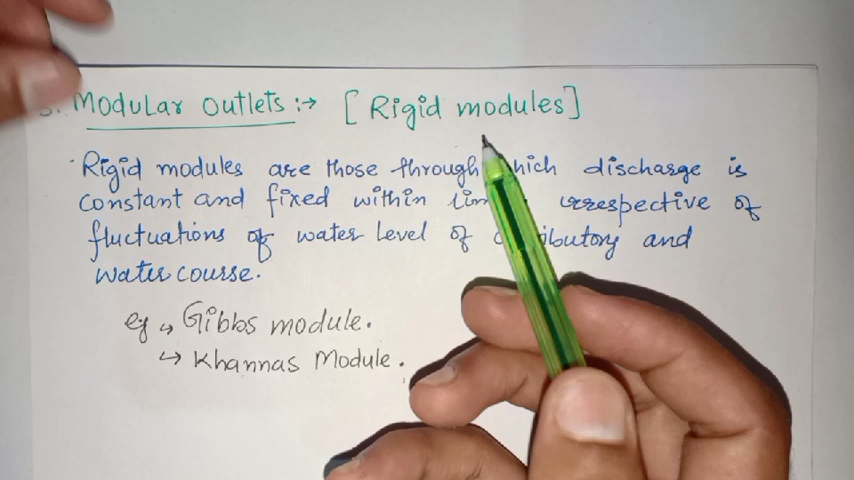 Modular Outlets :→ [Rigid modules]
Rigid modules are those through discharge is
Constant and fixed within irrespective of
fluctuations of water level of and
water course.
eg → Gibbs module.
→ Khannas Module.